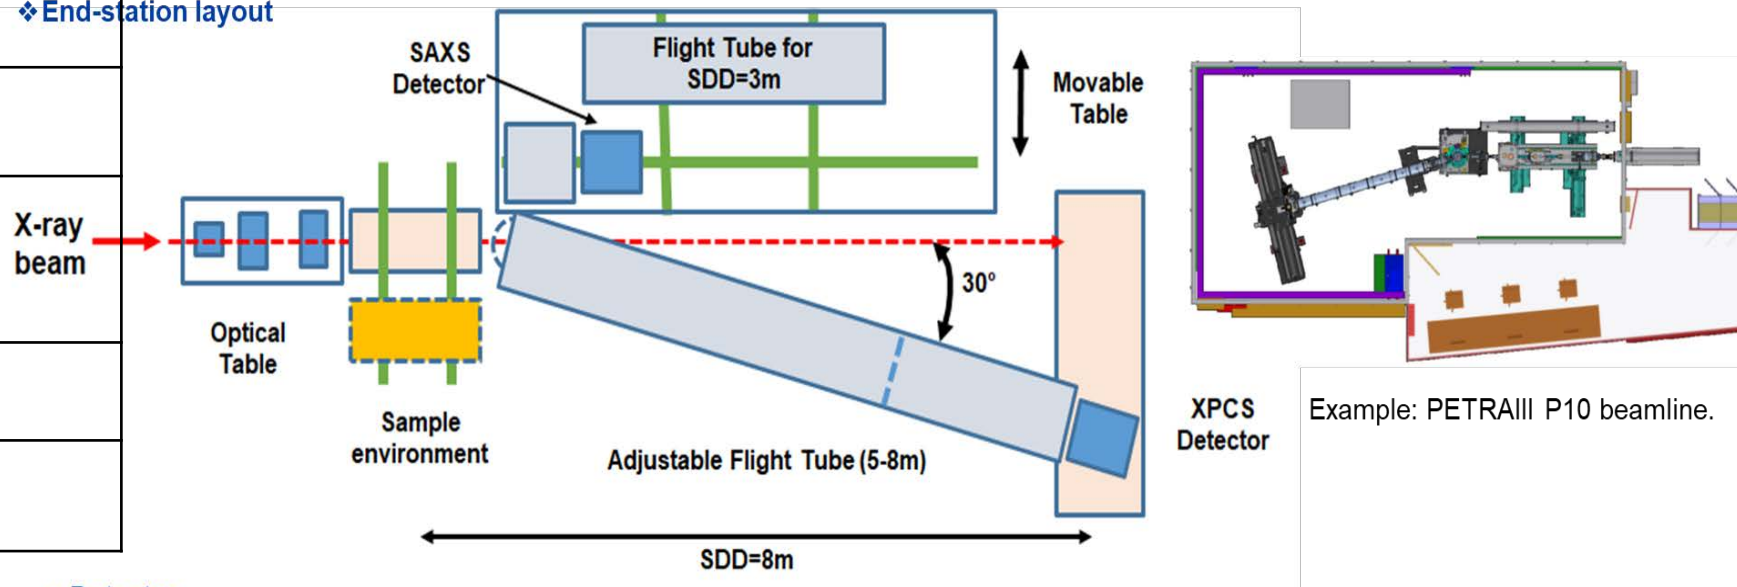 ❖End-station layout
SAXS
Detector
Flight Tube for
SDD=3m
Movable
Table
X-ray
beam
30°
Optical
Table
Sample
environment
Adjustable Flight Tube (5-8m)
XPCS
Detector
SDD=8m
Example: PETRAIII P10 beamline.